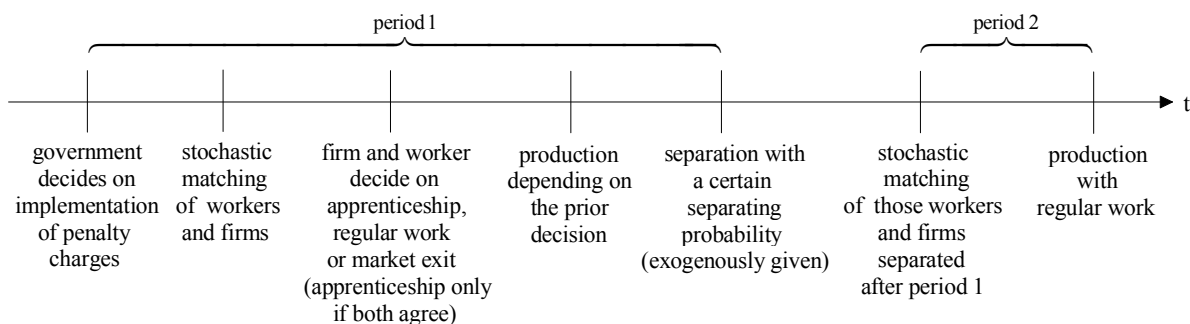 period 1
period 2
t
government
decides on
implementation
of penalty
charges
stochastic
matching
of workers
and firms
firm and worker
decide on
apprenticeship,
regular work
or market exit
(apprenticeship only
if both agree)
production
depending on
the prior
decision
separation with
a certain
separating
probability
(exogenously given)
stochastic
matching
of those workers
and firms
separated
after period 1
production
with
regular work